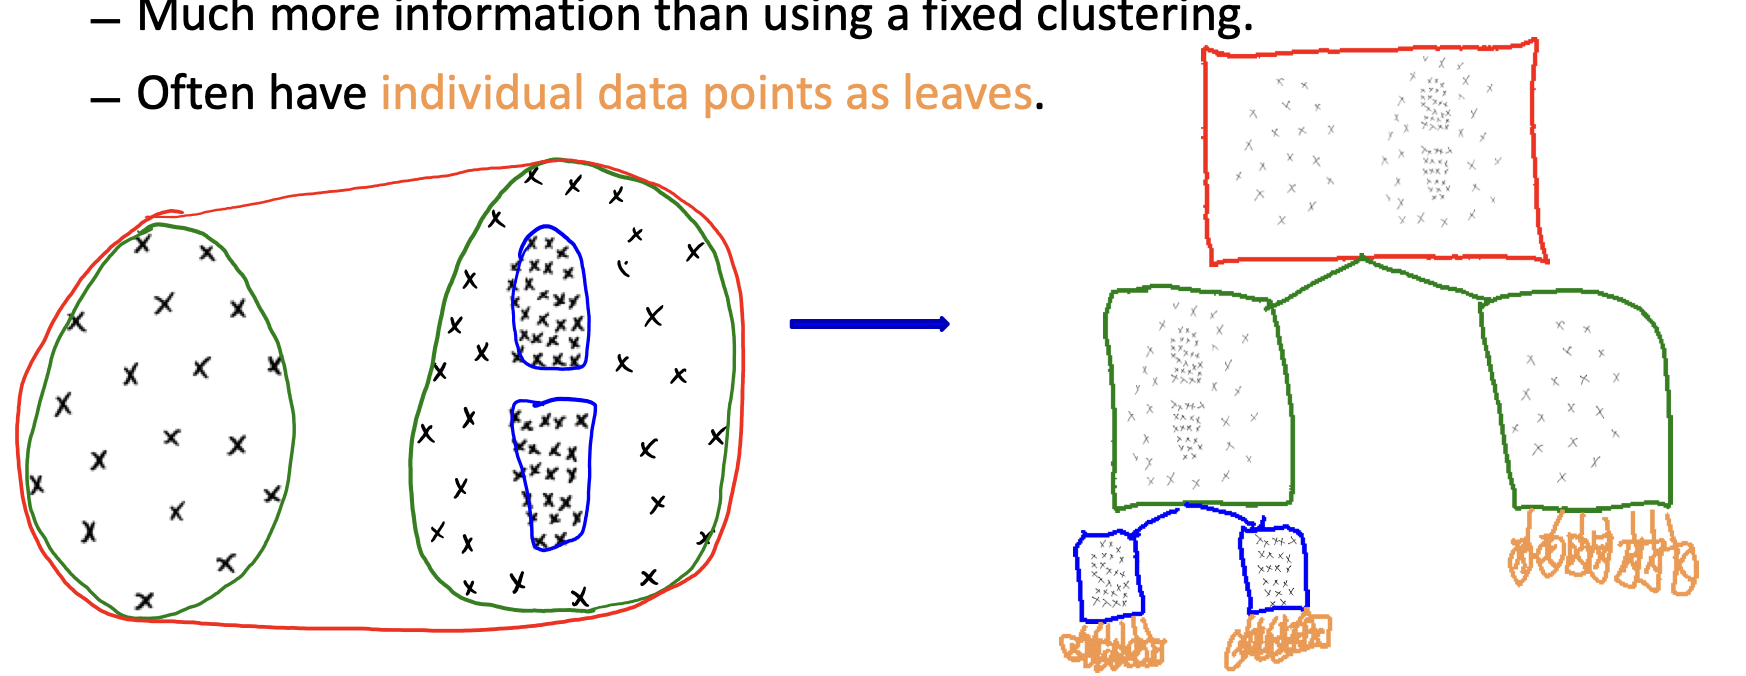 – Much more information than using a fixed clustering.
– Often have individual data points as leaves.